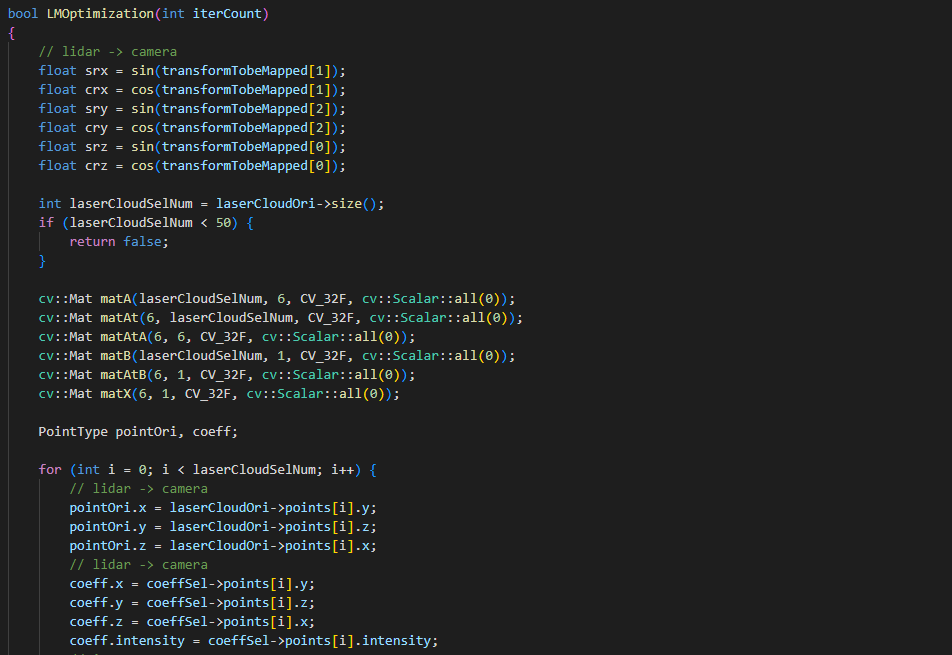 bool LMOptimization(int iterCount)
{
// lidar -> camera
float srx = sin(transformTobeMapped[1]);
float crx = cos(transformTobeMapped[1]);
float sry = sin(transformTobeMapped[2]);
float cry = cos(transformTobeMapped[2]);
float srz = sin(transformTobeMapped[0]);
float crz = cos(transformTobeMapped[0]);
int laserCloudSelNum = laserCloudOri->size();
if (laserCloudSelNum < 50) {
return false;
}
cv::Mat matA(laserCloudSelNum, 6, CV_32F, cv::Scalar::all(0));
cv::Mat matAt(6, laserCloudSelNum, CV_32F, cv::Scalar::all(0));
cv::Mat matAtA(6, 6, CV_32F, cv::Scalar::all(0));
cv::Mat matB(laserCloudSelNum, 1, CV_32F, cv::Scalar::all(0));
cv::Mat matAtB(6, 1, CV_32F, cv::Scalar::all(0));
cv::Mat matX(6, 1, CV_32F, cv::Scalar::all(0));
PointType pointOri, coeff;
for (int i = 0; i < laserCloudSelNum; i++) {
// lidar -> camera
pointOri.x = laserCloudOri->points[i].y;
pointOri.y = laserCloudOri->points[i].z;
pointOri.z = laserCloudOri->points[i].x;
// lidar -> camera
coeff.x = coeffSel->points[i].y;
coeff.y = coeffSel->points[i].z;
coeff.z = coeffSel->points[i].x;
coeff.intensity = coeffSel->points[i].intensity;